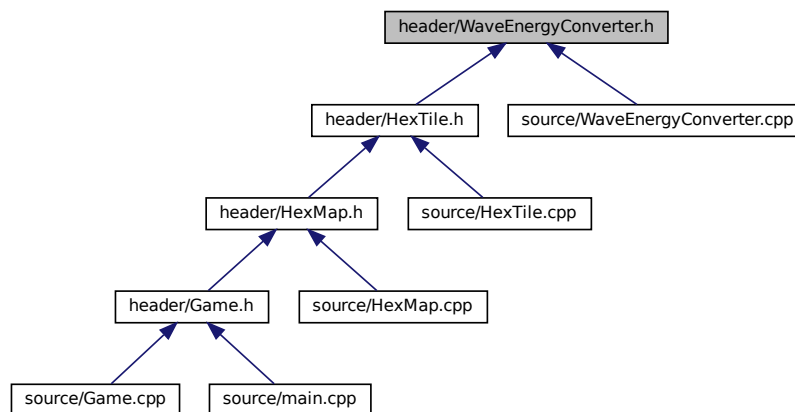 header/WaveEnergyConverter.h
header/HexTile.h
source/WaveEnergyConverter.cpp
header/HexMap.h
source/HexTile.cpp
header/Game.h
source/HexMap.cpp
source/Game.cpp
source/main.cpp